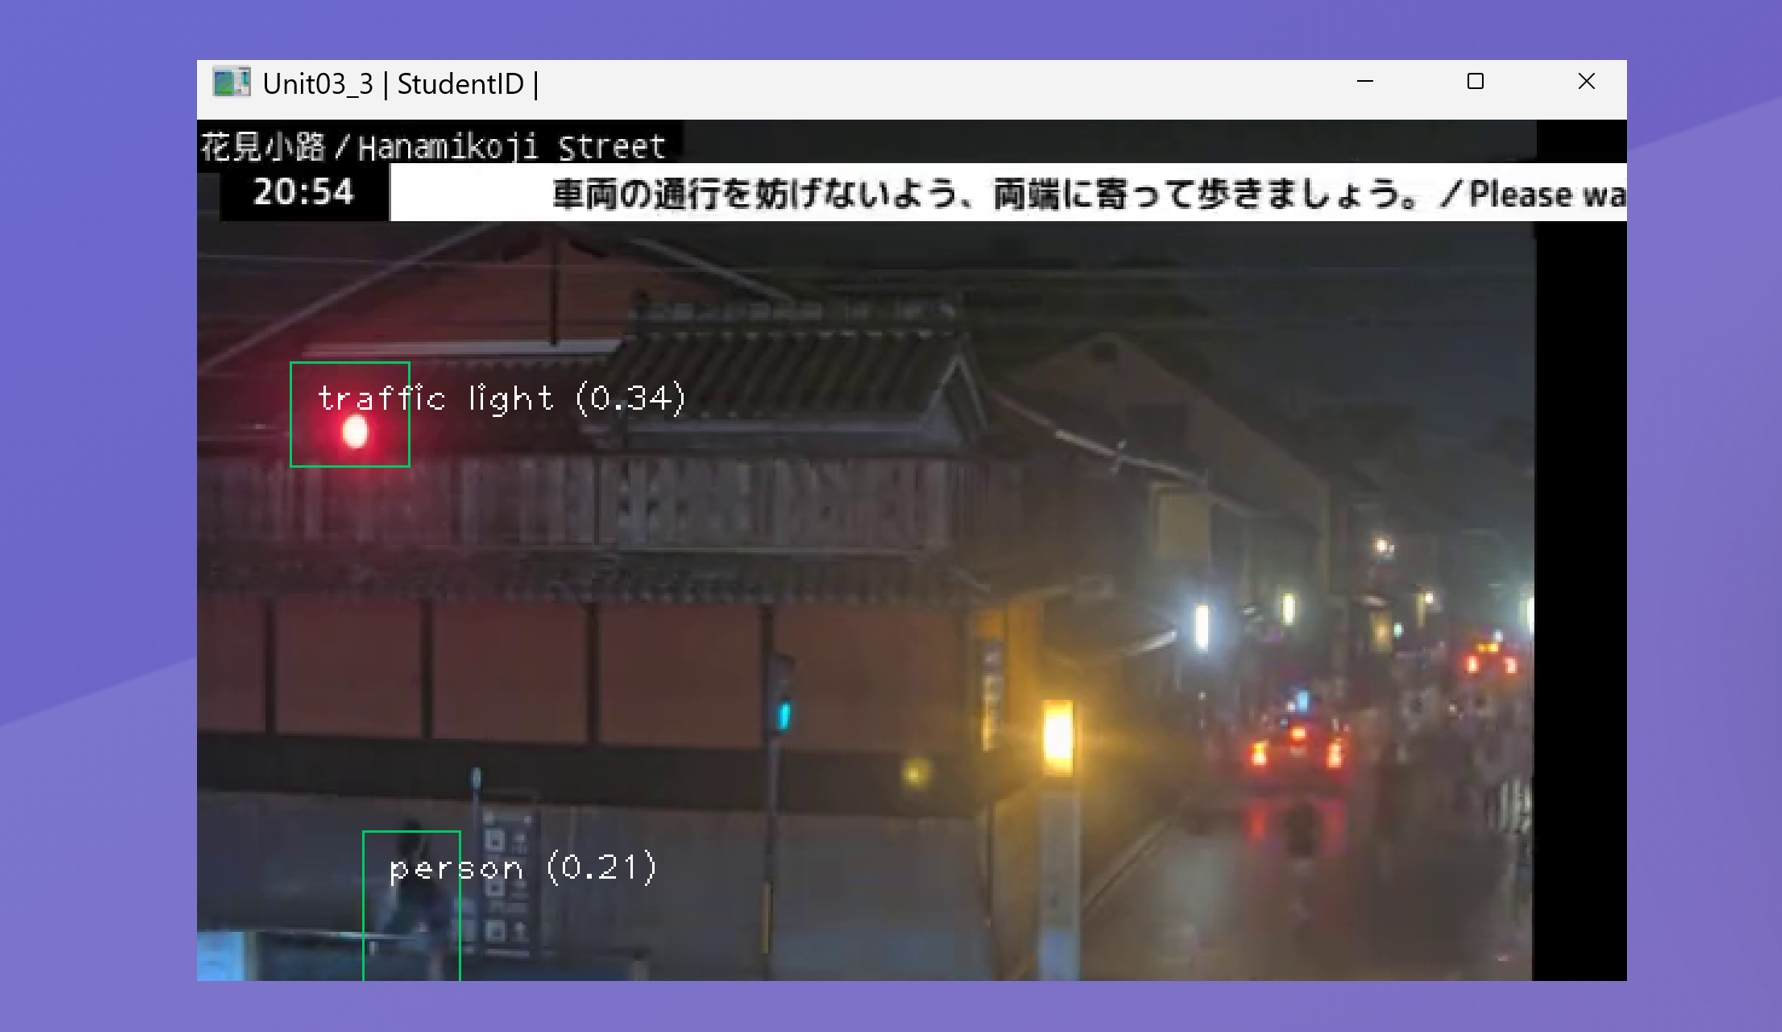 Unit03_3 | StudentID |
花見小路/Hanamikoji Street
20:54
車両の通行を妨げないよう、両端に寄って歩きましょう。/Please wa
traffic light (0.34)
person (0.21)